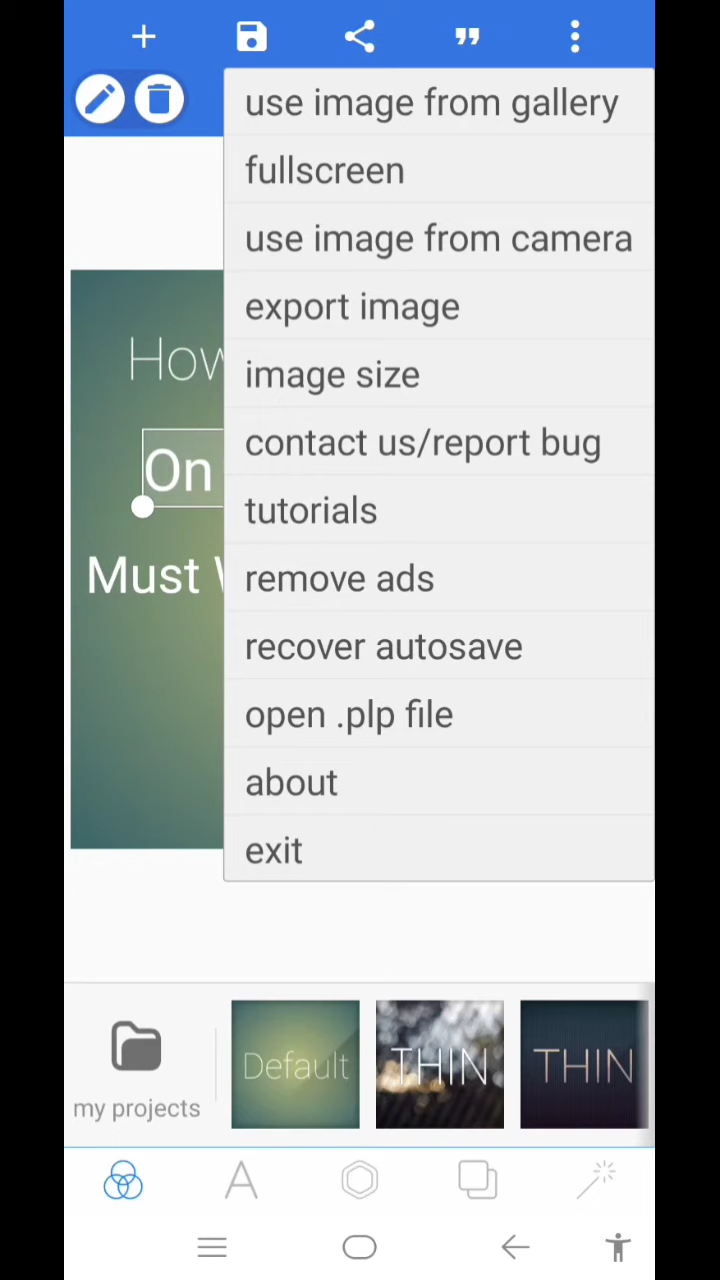 use image from gallery
fullscreen
use image from camera
export image
How
image size
contact us/report bug
On
tutorials
Must
remove ads
recover autosave
open .plp file
about
exit
my projects
Default
THIN
THIN